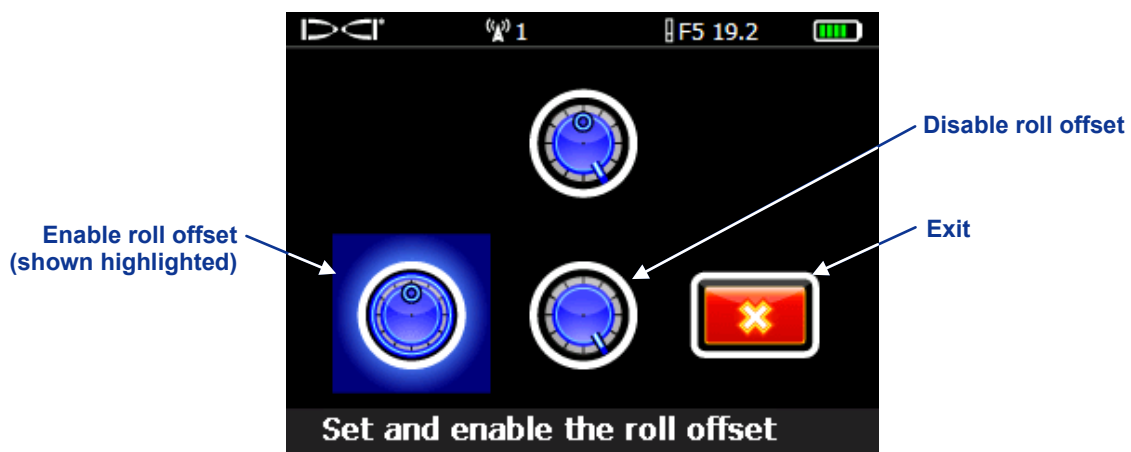 1
F5 19.2
Disable roll offset
Enable roll offset
(shown highlighted)
Exit
Set and enable the roll offset